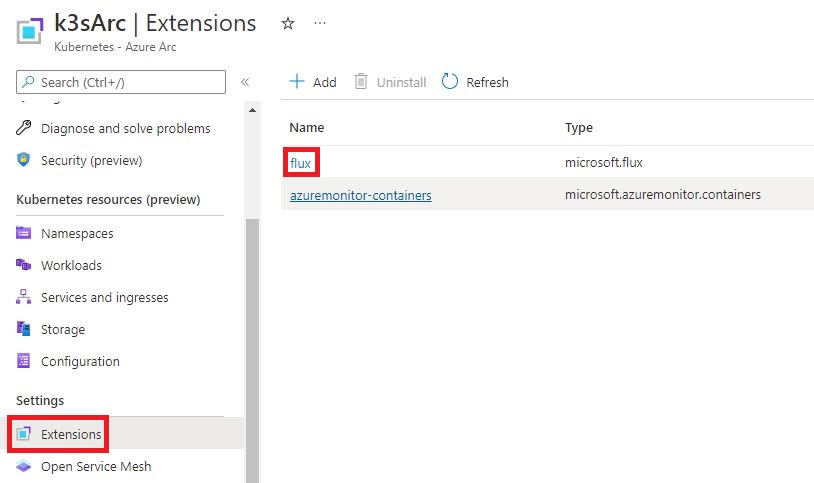 k3sArc | Extensions
Kubernetes - Azure Arc
Search (Ctrl+/)
Diagnose and solve problems
Security (preview)
Kubernetes resources (preview)
Namespaces
Workloads
Services and ingresses
Storage
Configuration
Settings
Extensions
Open Service Mesh
Add Uninstall Refresh
Name Type
flux microsoft.flux
azuremonitor-containers microsoft.azuremonitor.containers